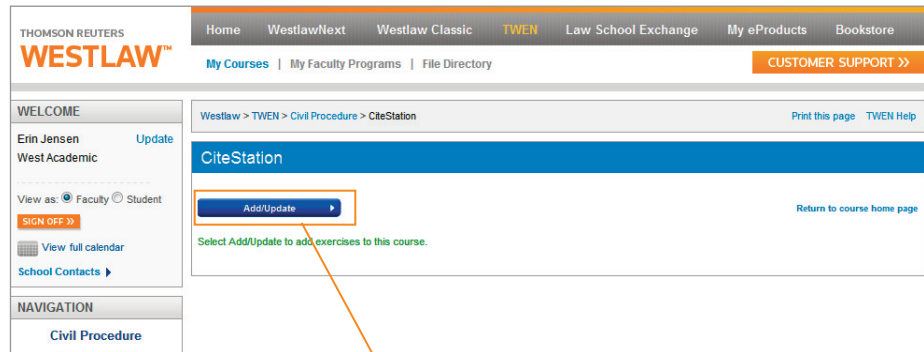 THOMSON REUTERS
WESTLAW™
Home WestlawNext Westlaw Classic TWEN Law School Exchange My eProducts Bookstore
My Courses | My Faculty Programs | File Directory
CUSTOMER SUPPORT »
WELCOME
Erin Jensen Update
West Academic
View as: Faculty Student
SIGN OFF »
View full calendar
School Contacts
NAVIGATION
Civil Procedure
Westlaw > TWEN > Civil Procedure > CiteStation
Print this page TWEN Help
CiteStation
Add/Update
Return to course home page
Select Add/Update to add exercises to this course.